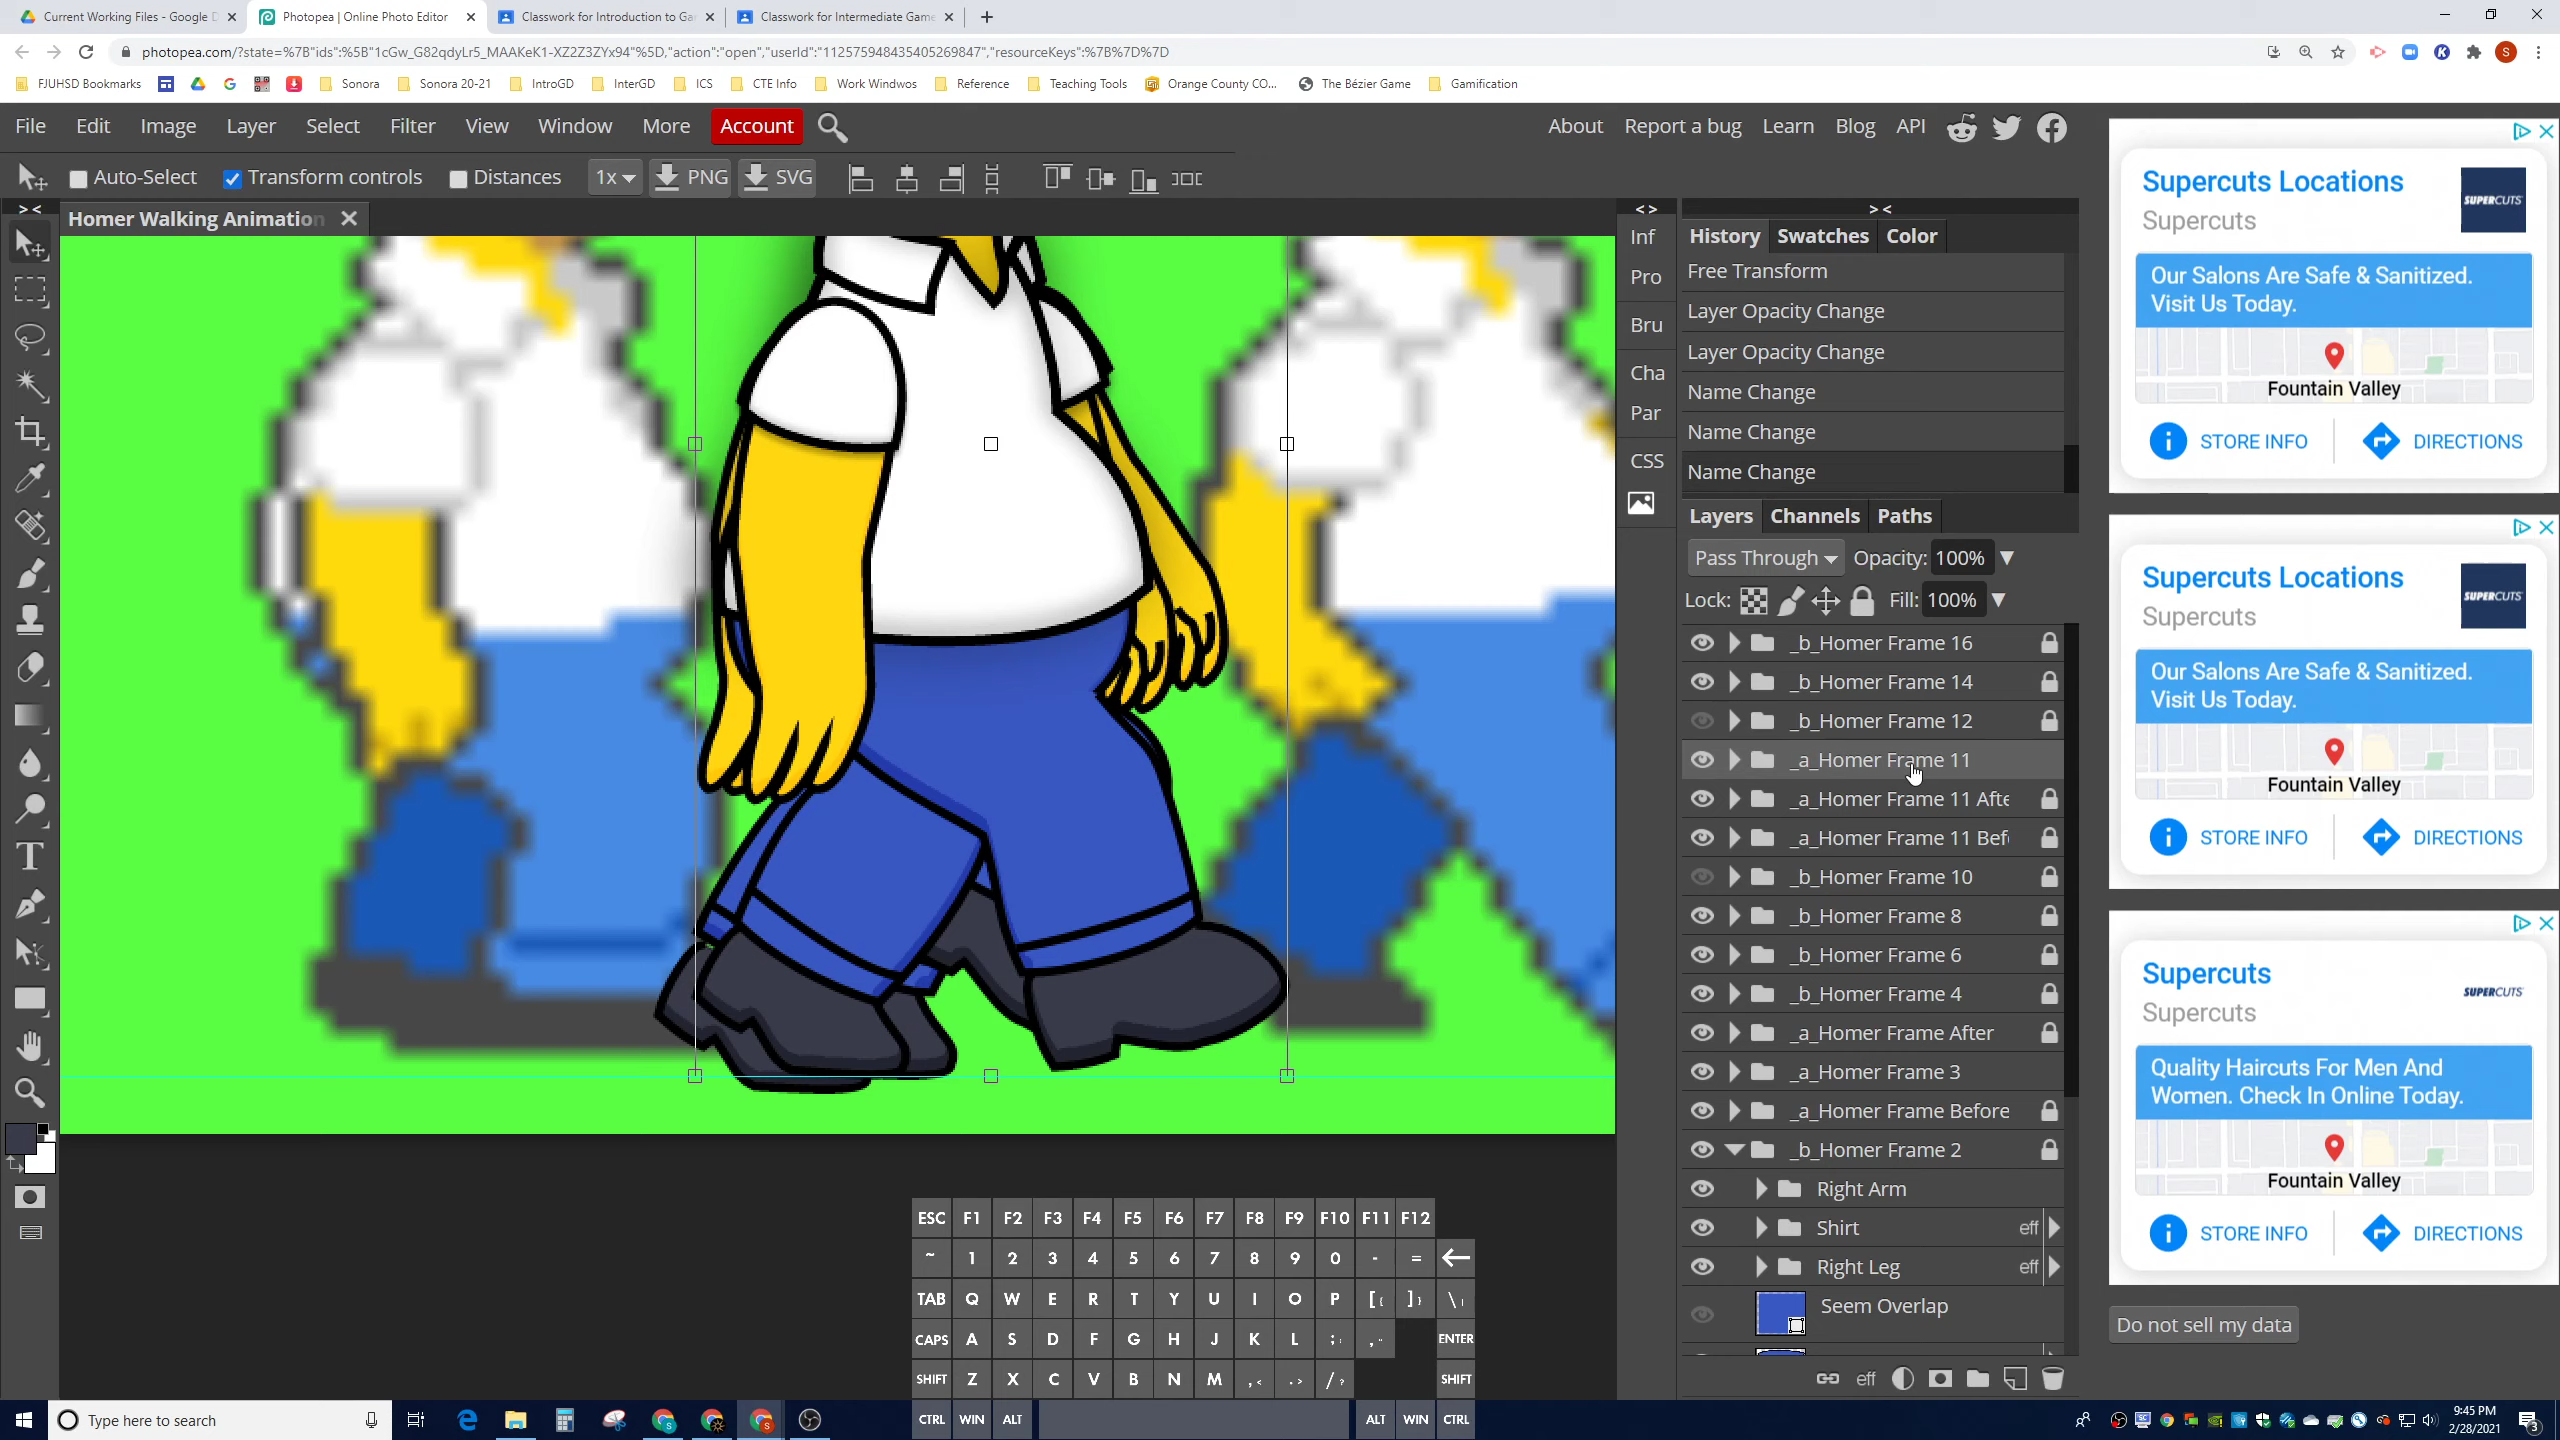 Current Working Files - Google D
Photopea | Online Photo Editor
Classwork for Introduction to Ga
Classwork for Intermediate Game
photopea.com/?state=%7B"ids":%5B"1cGw_G82qdyLr5_MAAKeK1-XZ2Z3ZYx94"%5D,"action":"open","userId":"112575948435405269847","resourceKeys":%7B%7D%7D
S
FJUHSD Bookmarks
Sonora
Sonora 20-21
IntroGD
InterGD
ICS
CTE Info
Work Windwos
Reference
Teaching Tools
Orange County CO...
The Bézier Game
Gamification
File Edit Image Layer Select Filter View Window More Account
About Report a bug Learn Blog API
Auto-Select Transform controls Distances 1x PNG SVG
Homer Walking Animation
Inf
Pro
Bru
Cha
Par
CSS
History Swatches Color
Free Transform
Layer Opacity Change
Layer Opacity Change
Name Change
Name Change
Name Change
Layers Channels Paths
Pass Through Opacity: 100%
Lock: Fill: 100%
_b_Homer Frame 16
_b_Homer Frame 14
_b_Homer Frame 12
_a_Homer Frame 11
_a_Homer Frame 11 Afte
_a_Homer Frame 11 Bef
_b_Homer Frame 10
_b_Homer Frame 8
_b_Homer Frame 6
_b_Homer Frame 4
_a_Homer Frame After
_a_Homer Frame 3
_a_Homer Frame Before
_b_Homer Frame 2
Right Arm
Shirt eff
Right Leg eff
Seem Overlap
eff
Supercuts Locations
Supercuts
SUPERCUTS
Our Salons Are Safe & Sanitized.
Visit Us Today.
Fountain Valley
STORE INFO DIRECTIONS
Supercuts Locations
Supercuts
SUPERCUTS
Our Salons Are Safe & Sanitized.
Visit Us Today.
Fountain Valley
STORE INFO DIRECTIONS
Supercuts
Supercuts
SUPERCUTS
Quality Haircuts For Men And
Women. Check In Online Today.
Fountain Valley
STORE INFO DIRECTIONS
Do not sell my data
ESC F1 F2 F3 F4 F5 F6 F7 F8 F9 F10 F11 F12
~ 1 2 3 4 5 6 7 8 9 0 - =
TAB Q W E R T Y U I O P [ { ] } \ |
CAPS A S D F G H J K L ; : , " ENTER
SHIFT Z X C V B N M , < . > / ? SHIFT
CTRL WIN ALT ALT WIN CTRL
Type here to search
9:45 PM
2/28/2021
3